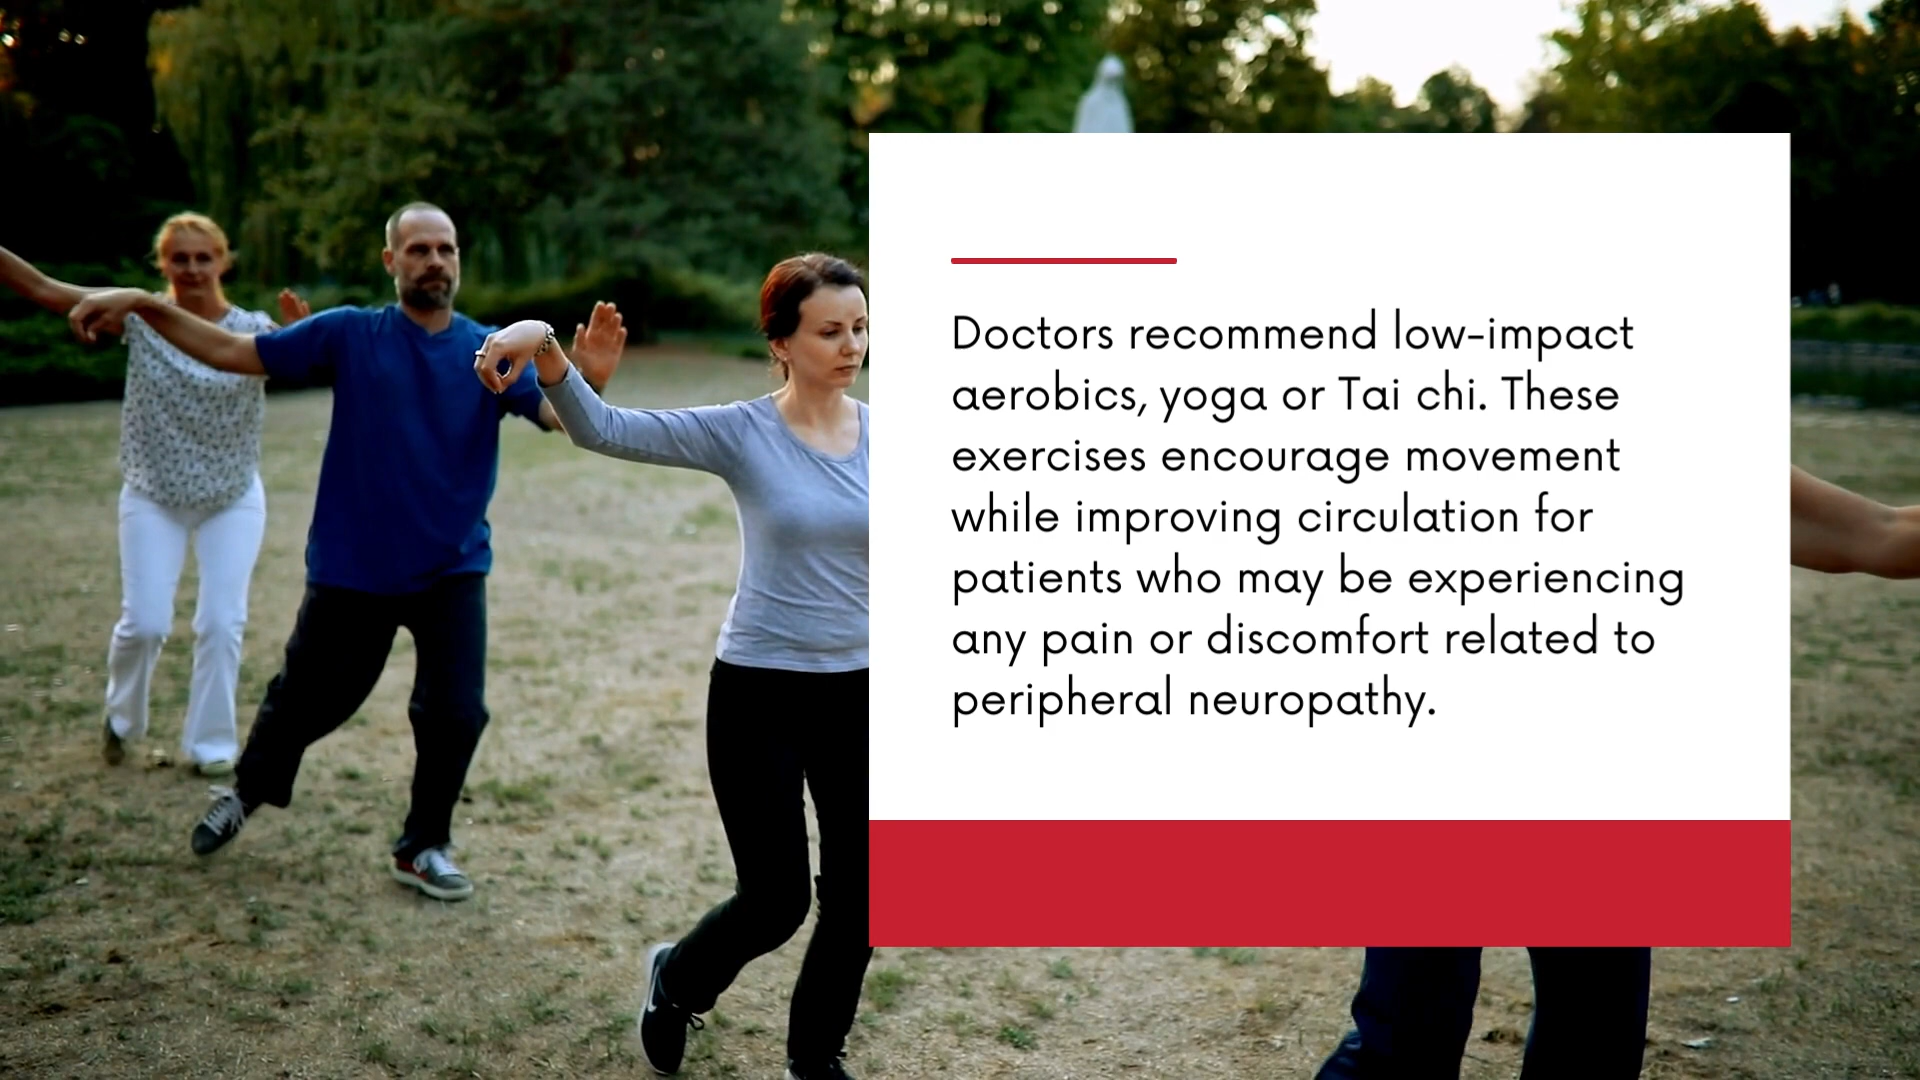 Doctors recommend low-impact
aerobics, yoga or Tai chi. These
exercises encourage movement
while improving circulation for
patients who may be experiencing
any pain or discomfort related to
peripheral neuropathy.